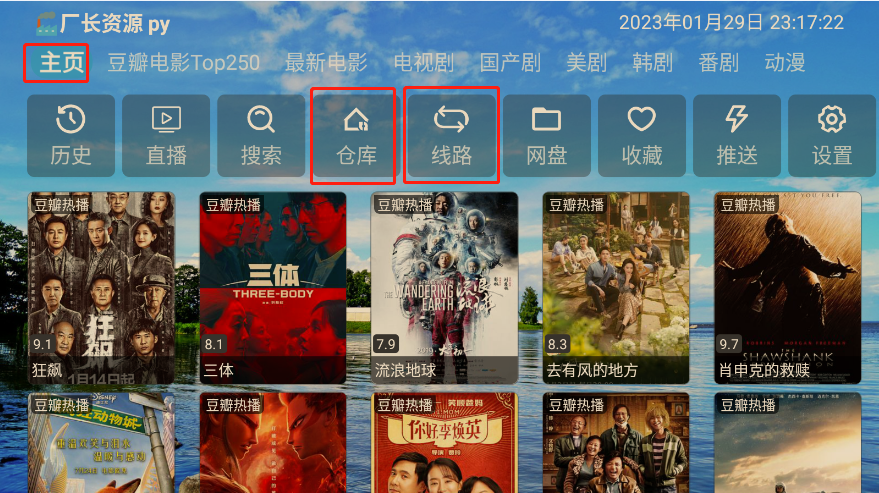 厂长资源 py
2023年01月29日 23:17:22
主页 豆瓣电影Top250 最新电影 电视剧 国产剧 美剧 韩剧 番剧 动漫
历史 直播 搜索 仓库 线路 网盘 收藏 推送 设置
豆瓣热播 豆瓣热播 豆瓣热播 豆瓣热播 豆瓣热播
狂飙
1月14日起
三体
THREE-BODY
THE WANDERING EARTH
流浪地球
THE
SHAWSHANK
9.1 8.1 7.9 8.3 9.7
狂飙 三体 流浪地球 去有风的地方 肖申克的救赎
豆瓣热播 豆瓣热播 豆瓣热播 豆瓣热播 豆瓣热播
DISNEY
疯狂动物城
你好，李焕英